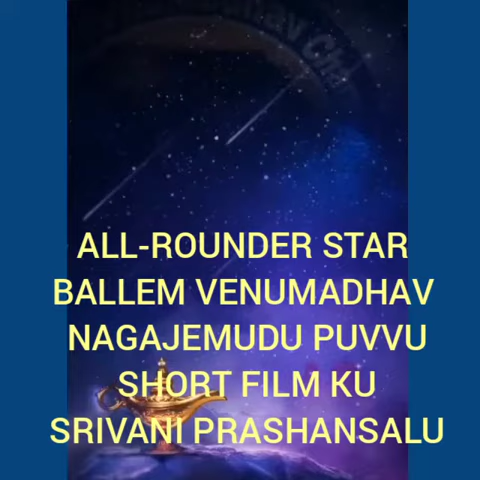 ALL-ROUNDER STAR
BALLEM VENUMADHAV
NAGAJEMUDU PUVVU
SHORT FILM KU
SRIVANI PRASHANSALU